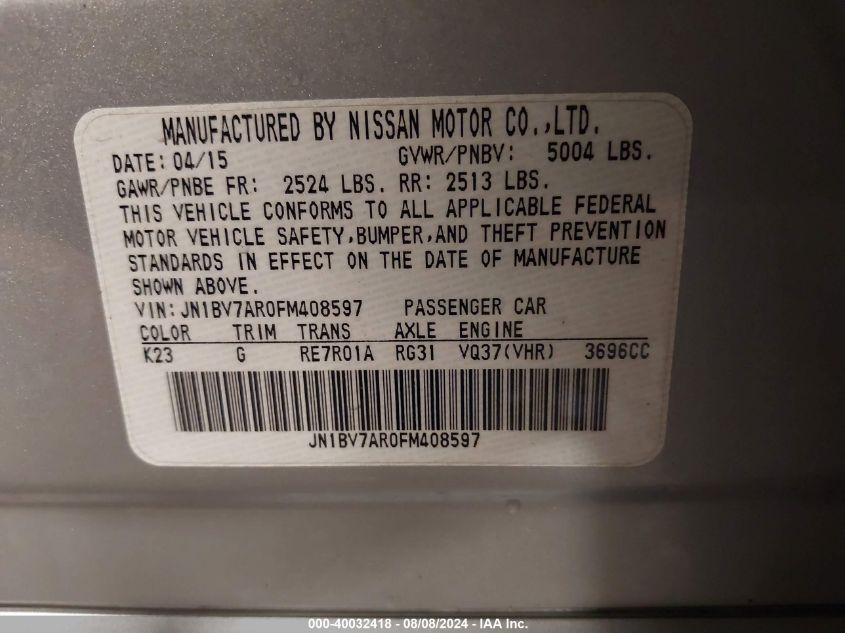 MANUFACTURED BY NISSAN MOTOR CO.,LTD.
DATE: 04/15 GVWR/PNBV: 5004 LBS.
GAWR/PNBE FR: 2524 LBS. RR: 2513 LBS.
THIS VEHICLE CONFORMS TO ALL APPLICABLE FEDERAL
MOTOR VEHICLE SAFETY,BUMPER,AND THEFT PREVENTION
STANDARDS IN EFFECT ON THE DATE OF MANUFACTURE
SHOWN ABOVE.
VIN:JN1BV7AR0FM408597 PASSENGER CAR
COLOR TRIM TRANS AXLE ENGINE
K23 G RE7R01A RG31 VQ37(VHR) 3696CC
JN1BV7AR0FM408597
000-40032418 - 08/08/2024 - IAA Inc.